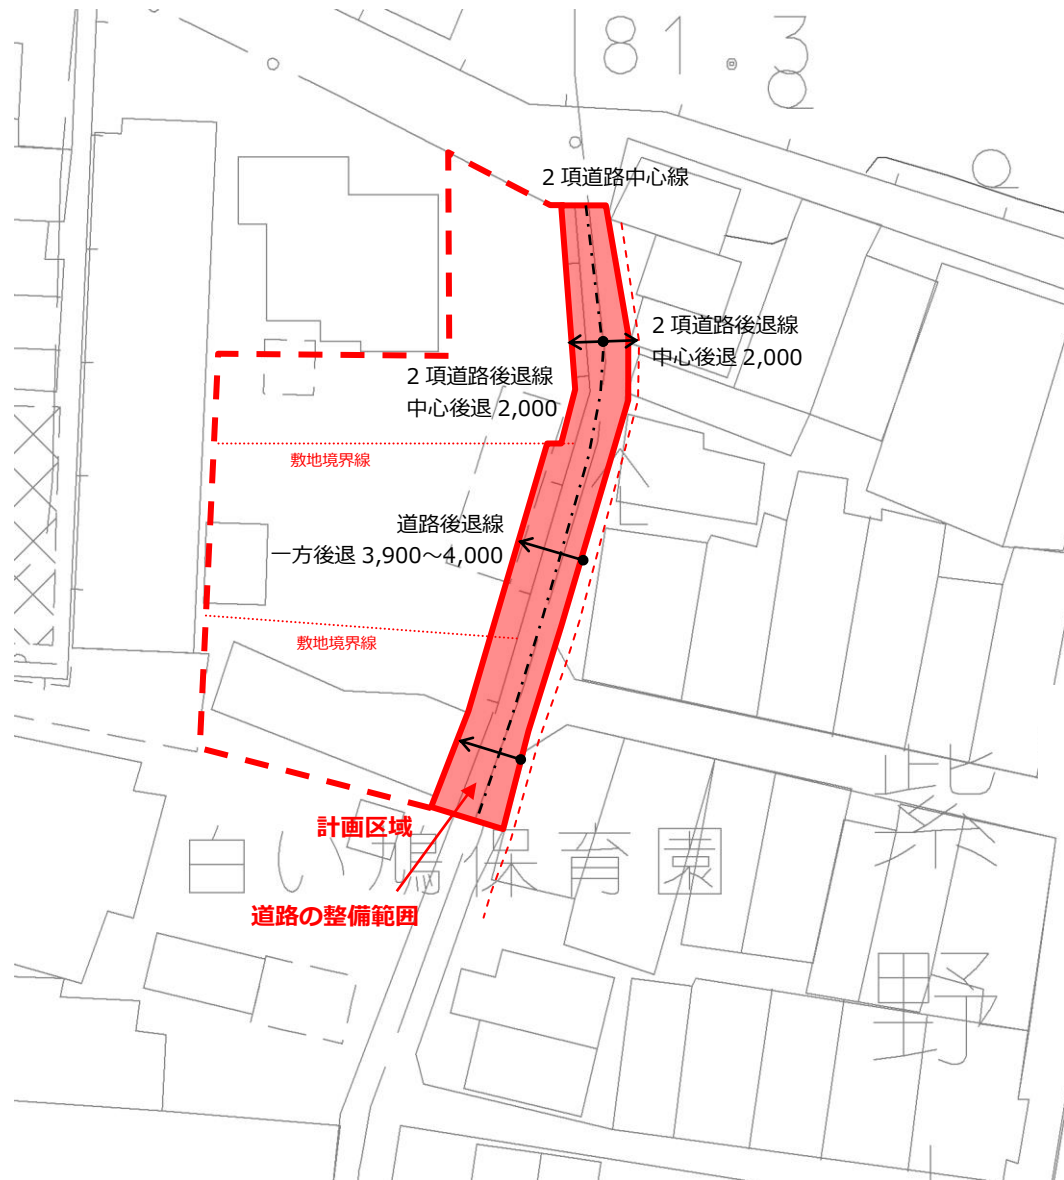 81.3
2 項道路中心線
2 項道路後退線
中心後退 2,000
2 項道路後退線
中心後退 2,000
敷地境界線
道路後退線
一方後退 3,900～4,000
敷地境界線
計画区域
白い鳩保育園
道路の整備範囲
野